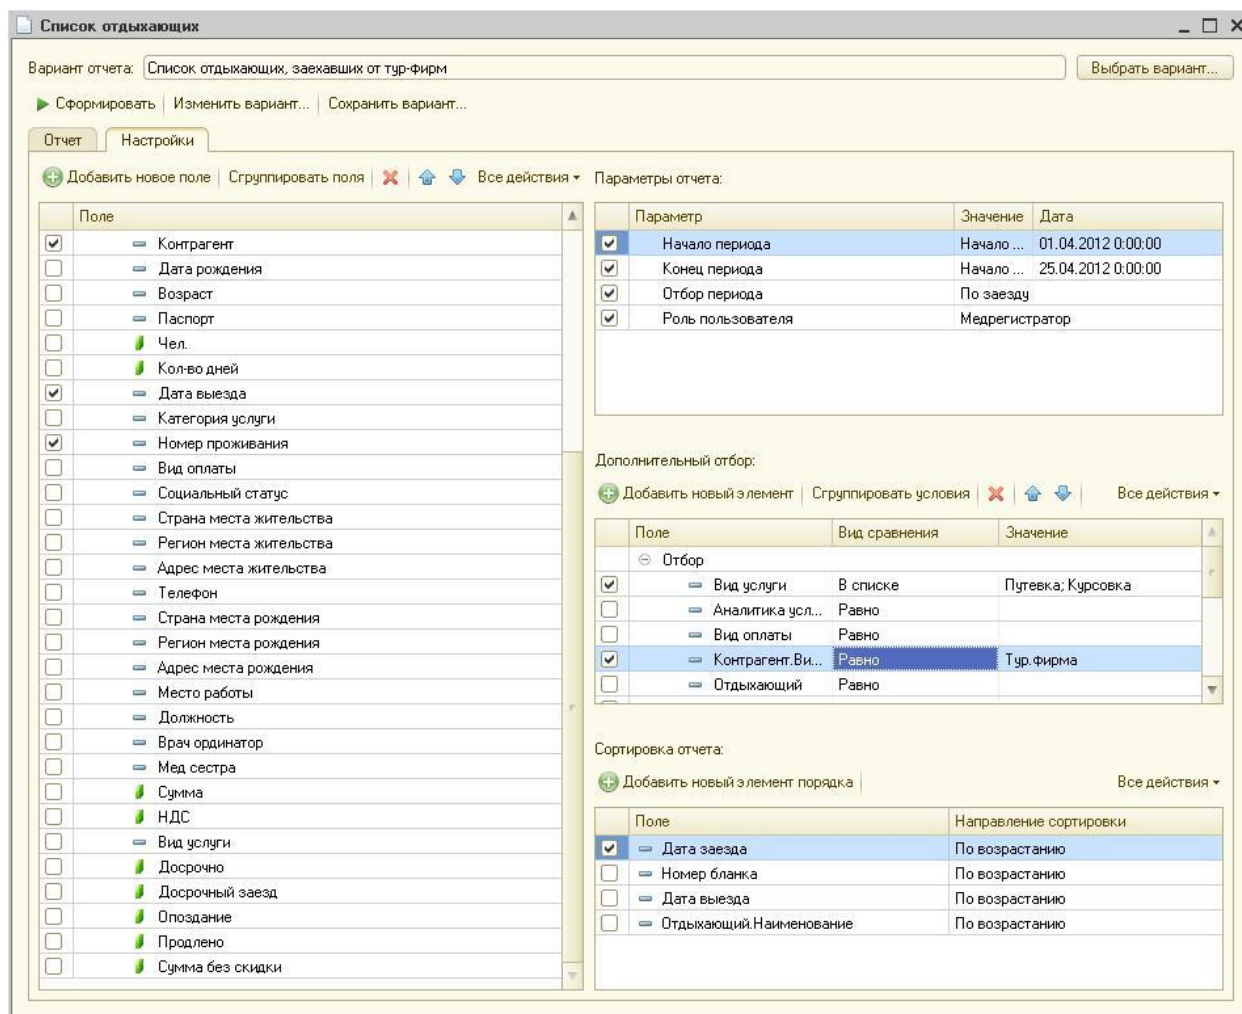 Список отдыхающих
Вариант отчета: Список отдыхающих, заехавших от тур-фирм Выбрать вариант...
Сформировать Изменить вариант... Сохранить вариант...
Отчет Настройки
Добавить новое поле Сгруппировать поля Все действия
Поле
Контрагент
Дата рождения
Возраст
Паспорт
Чел.
Кол-во дней
Дата выезда
Категория услуги
Номер проживания
Вид оплаты
Социальный статус
Страна места жительства
Регион места жительства
Адрес места жительства
Телефон
Страна места рождения
Регион места рождения
Адрес места рождения
Место работы
Должность
Врач ординатор
Мед сестра
Сумма
НДС
Вид услуги
Досрочно
Досрочный заезд
Опоздание
Продлено
Сумма без скидки
Параметры отчета:
Параметр Значение Дата
Начало периода Начало ... 01.04.2012 0:00:00
Конец периода Начало ... 25.04.2012 0:00:00
Отбор периода По заезду
Роль пользователя Медрегистратор
Дополнительный отбор:
Добавить новый элемент Сгруппировать условия Все действия
Поле Вид сравнения Значение
Отбор
Вид услуги В списке Путевка; Курсовка
Аналитика усл... Равно
Вид оплаты Равно
Контрагент.Ви... Равно Тур.фирма
Отдыхающий Равно
Сортировка отчета:
Добавить новый элемент порядка Все действия
Поле Направление сортировки
Дата заезда По возрастанию
Номер бланка По возрастанию
Дата выезда По возрастанию
Отдыхающий.Наименование По возрастанию